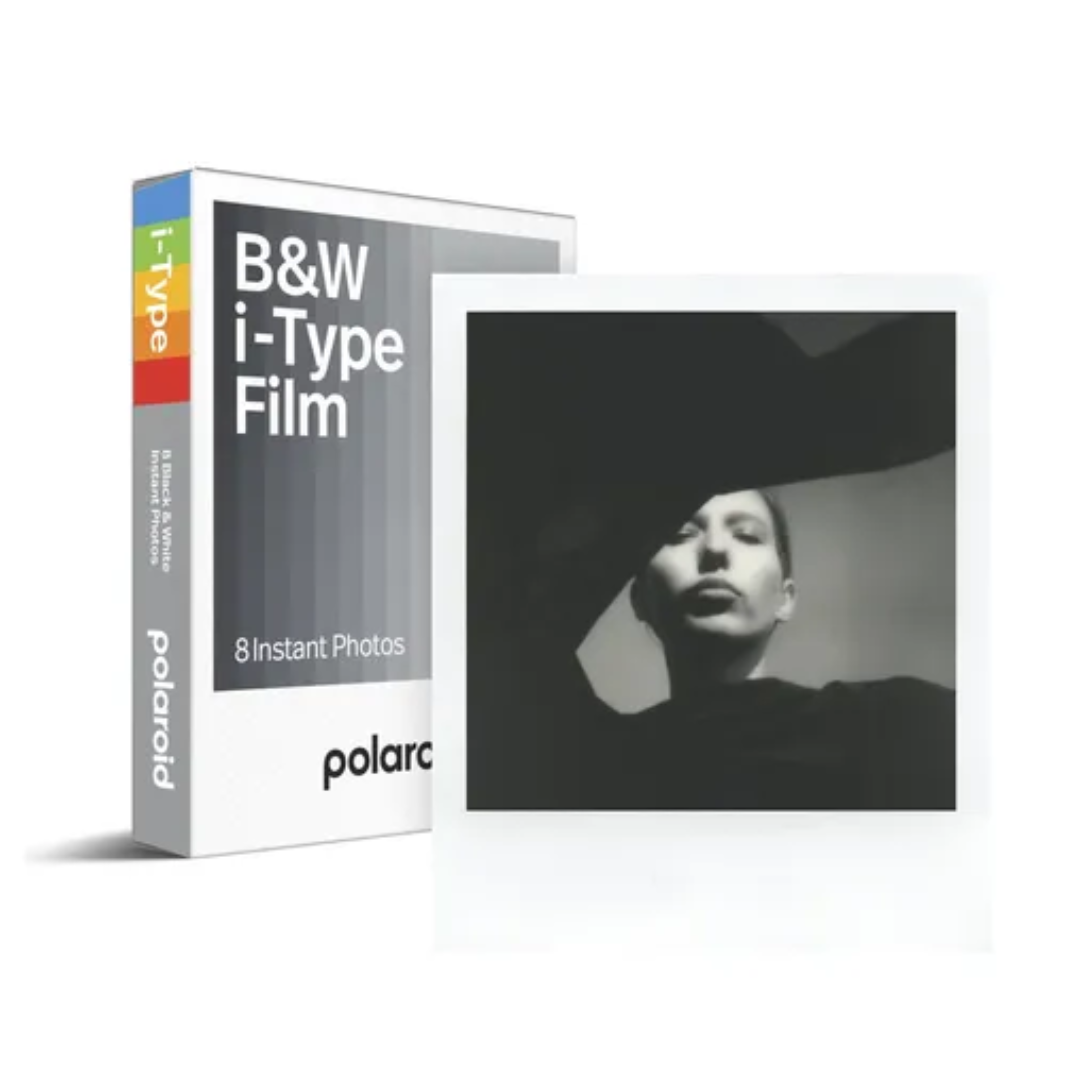 i-Type
8 Black & White
Instant Photos
polaroid
B&W
i-Type
Film
8 Instant Photos
polaro